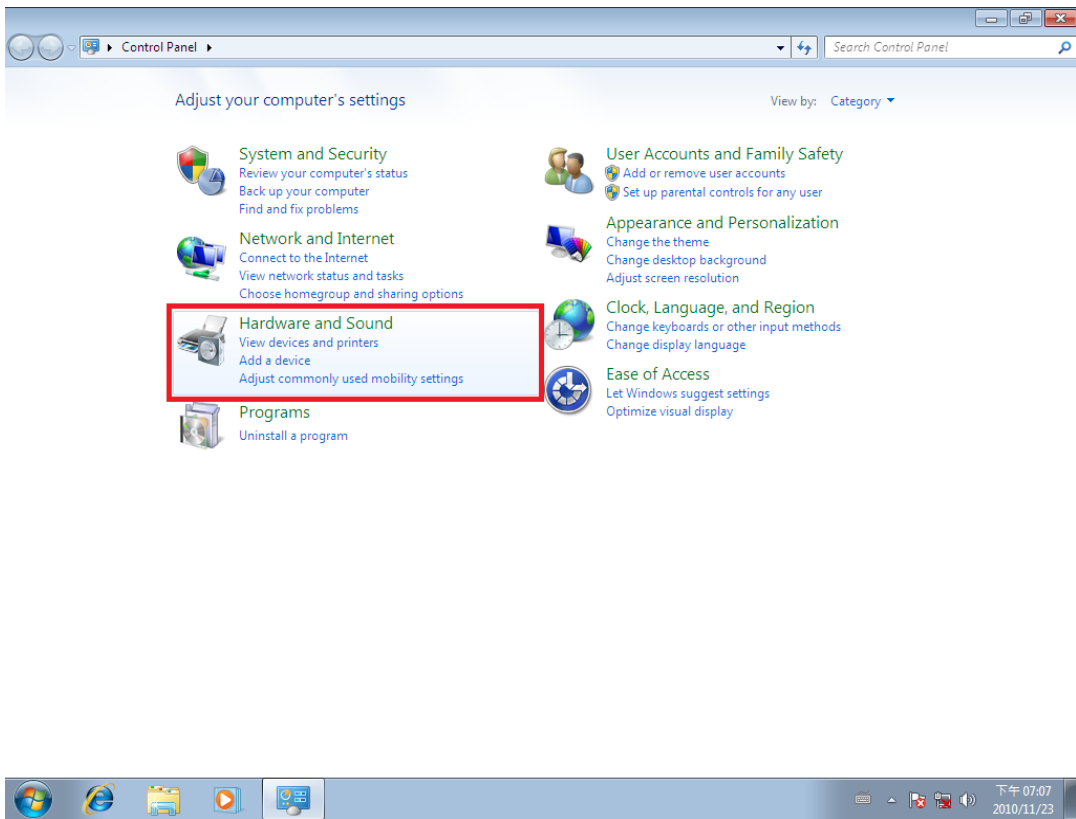 Control Panel
Search Control Panel
Adjust your computer's settings
View by: Category
System and Security
Review your computer's status
Back up your computer
Find and fix problems
Network and Internet
Connect to the Internet
View network status and tasks
Choose homegroup and sharing options
Hardware and Sound
View devices and printers
Add a device
Adjust commonly used mobility settings
Programs
Uninstall a program
User Accounts and Family Safety
Add or remove user accounts
Set up parental controls for any user
Appearance and Personalization
Change the theme
Change desktop background
Adjust screen resolution
Clock, Language, and Region
Change keyboards or other input methods
Change display language
Ease of Access
Let Windows suggest settings
Optimize visual display
下午 07:07
2010/11/23